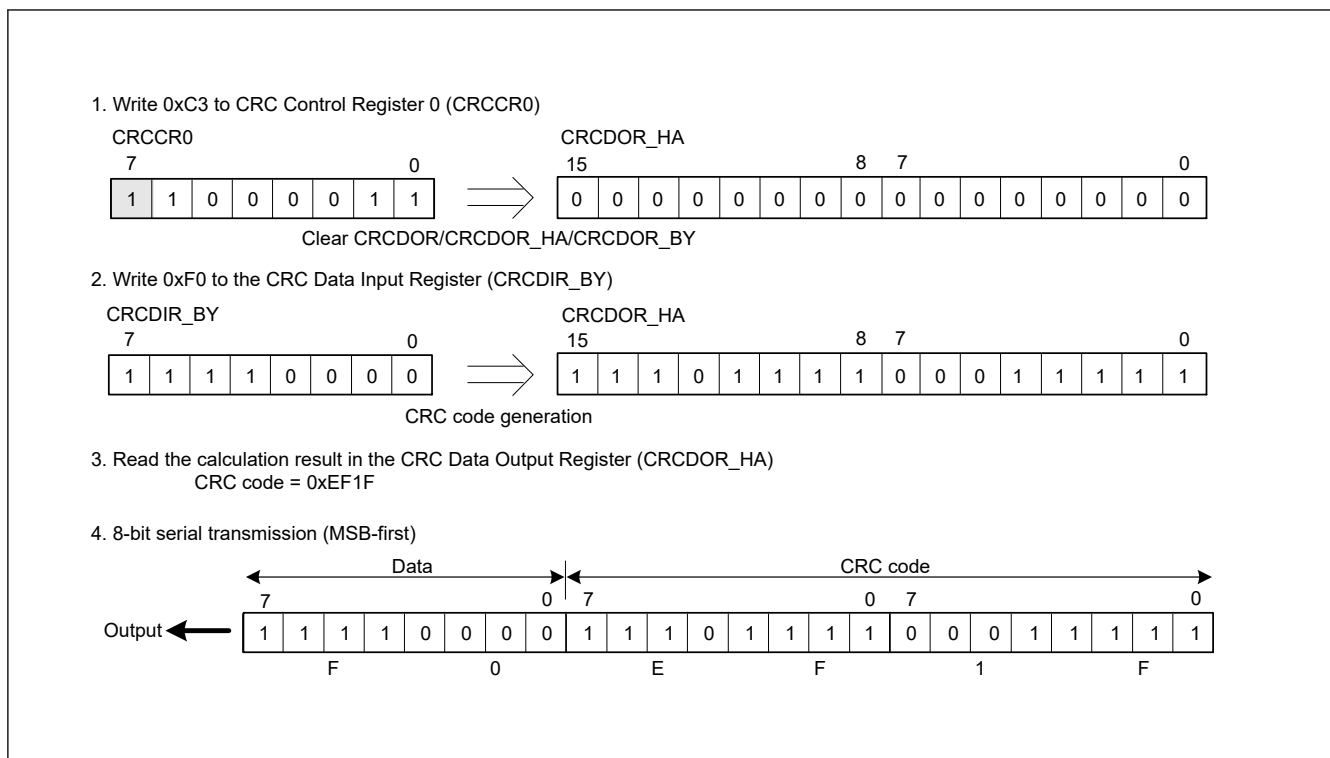 1. Write 0xC3 to CRC Control Register 0 (CRCCR0)
CRCCR0 CRCDOR_HA
7 0 15 8 7 0
1 1 0 0 0 0 1 1 0 0 0 0 0 0 0 0 0 0 0 0 0 0 0 0
Clear CRCDOR/CRCDOR_HA/CRCDOR_BY
2. Write 0xF0 to the CRC Data Input Register (CRCDIR_BY)
CRCDIR_BY CRCDOR_HA
7 0 15 8 7 0
1 1 1 1 0 0 0 0 1 1 1 0 1 1 1 1 0 0 0 1 1 1 1 1
CRC code generation
3. Read the calculation result in the CRC Data Output Register (CRCDOR_HA)
CRC code = 0xEF1F
4. 8-bit serial transmission (MSB-first)
Data CRC code
7 0 7 0 7 0
Output 1 1 1 1 0 0 0 0 1 1 1 0 1 1 1 1 0 0 0 1 1 1 1 1
F 0 E F 1 F